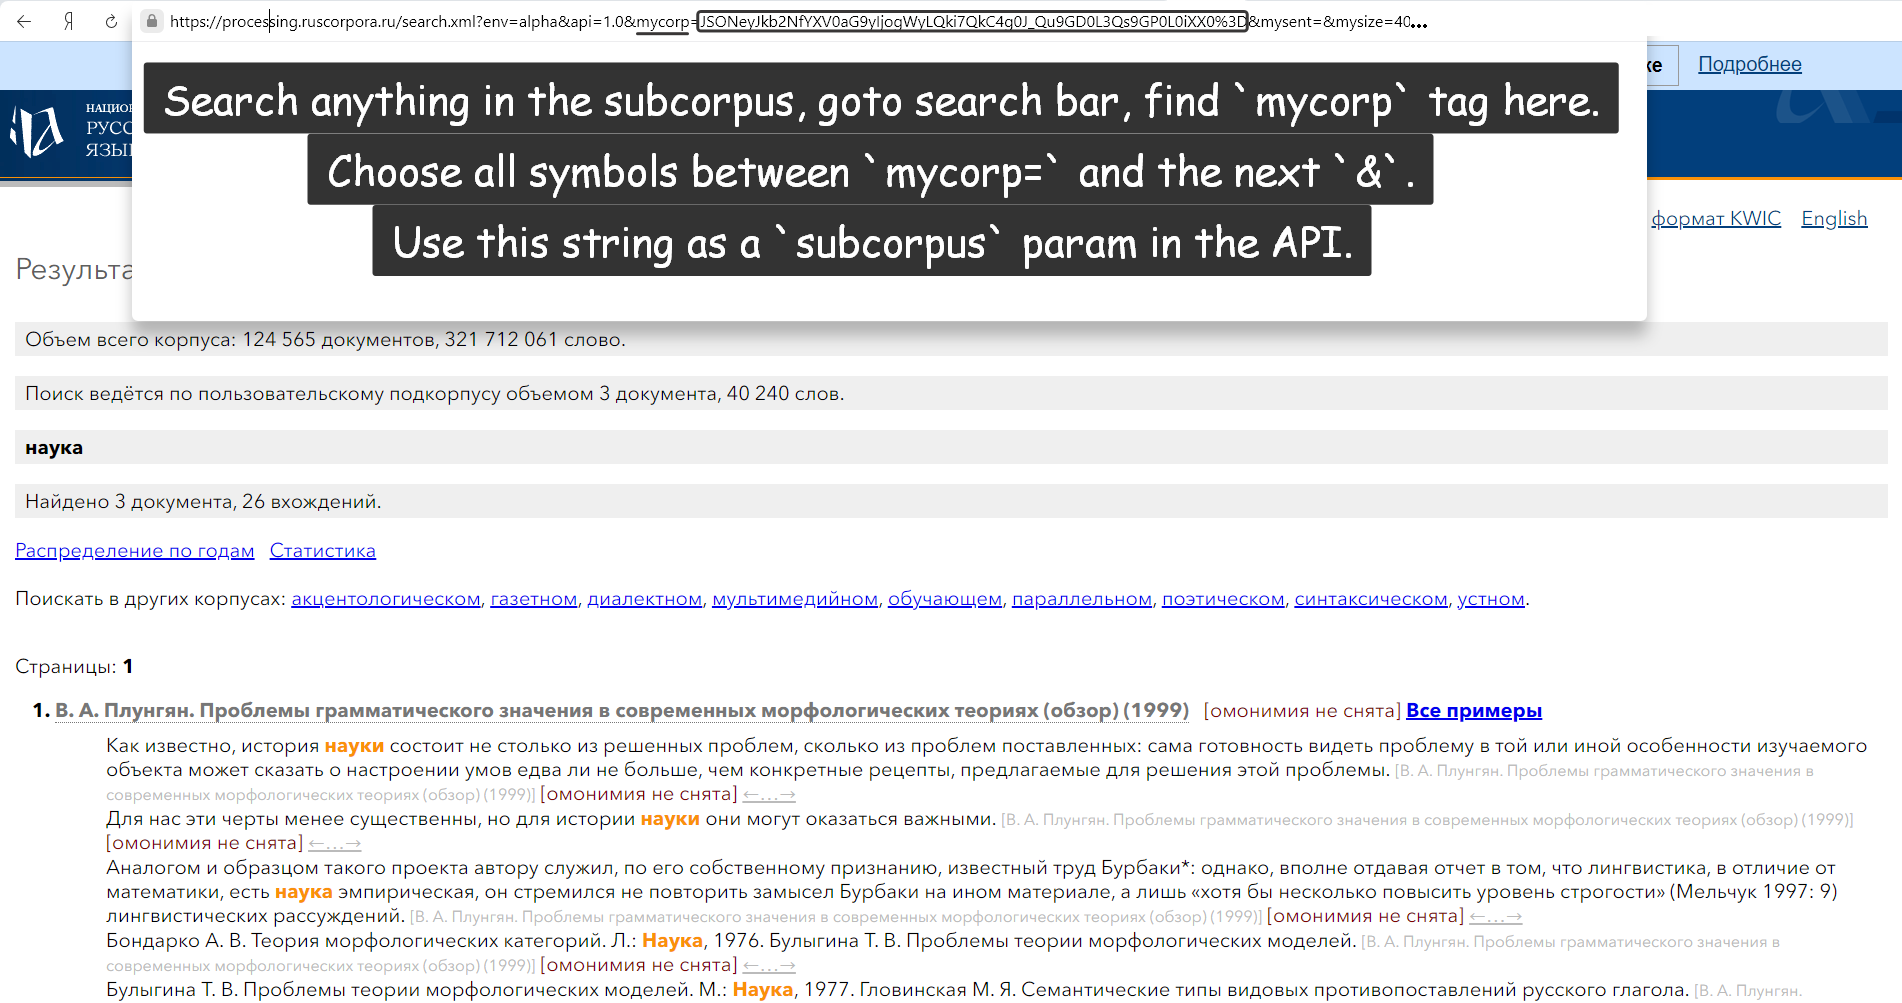 https://processing.ruscorpora.ru/search.xml?env=alpha&api=1.0&mycorp=JSONeyJkb2NfYXV0aG9yIjogWyLQki7QkC4g0J_Qu9GD0L3Qs9GP0L0iXX0%3D&mysent=&mysize=40...
Search anything in the subcorpus, goto search bar, find `mycorp` tag here.
Choose all symbols between `mycorp=` and the next `&`.
Use this string as a `subcorpus` param in the API.
Подробнее
РУСС
ЯЗЫ
формат KWIC English
Результа
Объем всего корпуса: 124 565 документов, 321 712 061 слово.
Поиск ведётся по пользовательскому подкорпусу объемом 3 документа, 40 240 слов.
наука
Найдено 3 документа, 26 вхождений.
Распределение по годам Статистика
Поискать в других корпусах: акцентологическом, газетном, диалектном, мультимедийном, обучающем, параллельном, поэтическом, синтаксическом, устном.
Страницы: 1
1. В. А. Плунгян. Проблемы грамматического значения в современных морфологических теориях (обзор) (1999) [омонимия не снята] Все примеры
Как известно, история науки состоит не столько из решенных проблем, сколько из проблем поставленных: сама готовность видеть проблему в той или иной особенности изучаемого
объекта может сказать о настроении умов едва ли не больше, чем конкретные рецепты, предлагаемые для решения этой проблемы. [В. А. Плунгян. Проблемы грамматического значения в
современных морфологических теориях (обзор) (1999)] [омонимия не снята] ←...→
Для нас эти черты менее существенны, но для истории науки они могут оказаться важными. [В. А. Плунгян. Проблемы грамматического значения в современных морфологических теориях (обзор) (1999)]
[омонимия не снята] ←...→
Аналогом и образцом такого проекта автору служил, по его собственному признанию, известный труд Бурбаки*: однако, вполне отдавая отчет в том, что лингвистика, в отличие от
математики, есть наука эмпирическая, он стремился не повторить замысел Бурбаки на ином материале, а лишь «хотя бы несколько повысить уровень строгости» (Мельчук 1997: 9)
лингвистических рассуждений. [В. А. Плунгян. Проблемы грамматического значения в современных морфологических теориях (обзор) (1999)] [омонимия не снята] ←...→
Бондарко А. В. Теория морфологических категорий. Л.: Наука, 1976. Булыгина Т. В. Проблемы теории морфологических моделей. [В. А. Плунгян. Проблемы грамматического значения в
современных морфологических теориях (обзор) (1999)] [омонимия не снята] ←...→
Булыгина Т. В. Проблемы теории морфологических моделей. М.: Наука, 1977. Гловинская М. Я. Семантические типы видовых противопоставлений русского глагола. [В. А. Плунгян.